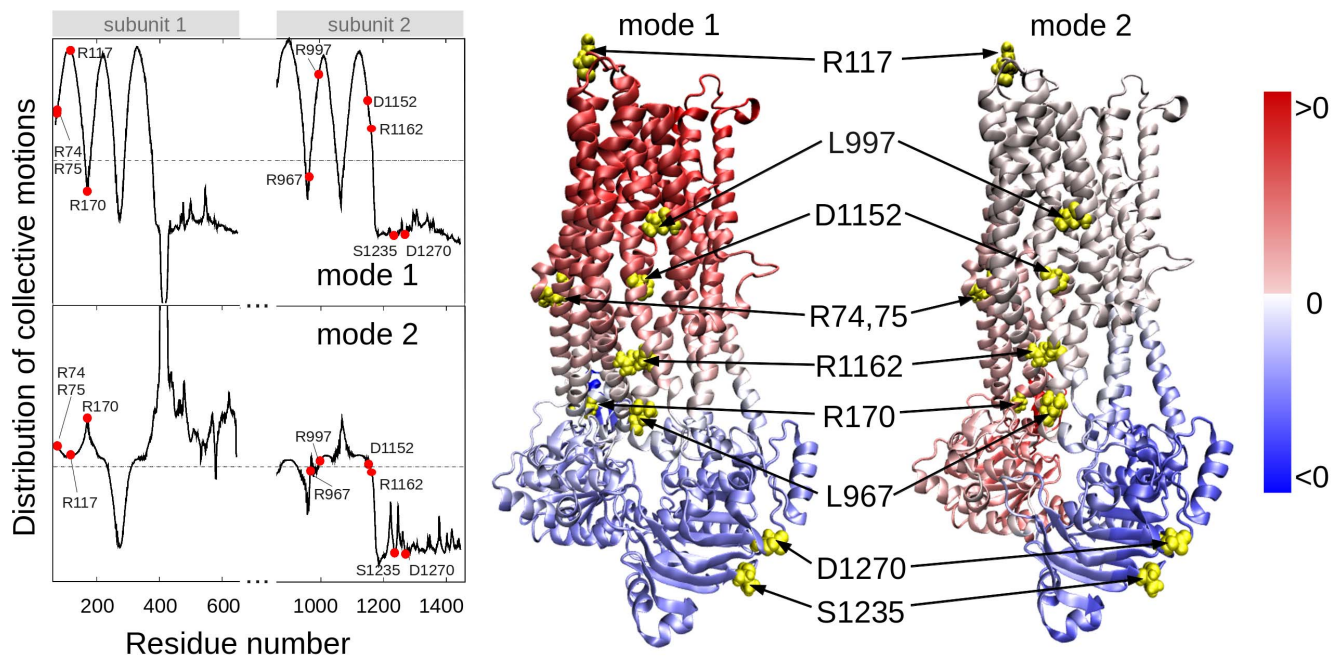 subunit 1
subunit 2
R117
R74
R75
R170
R997
D1152
R1162
R967
S1235
D1270
mode 1
...
mode 2
R74
R75
R170
R117
R997
D1152
R967
R1162
S1235
D1270
...
200
400
600
1000
1200
1400
Distribution of collective motions
Residue number
mode 1
mode 2
R117
L997
D1152
R74,75
R1162
R170
L967
D1270
S1235
>0
0
<0